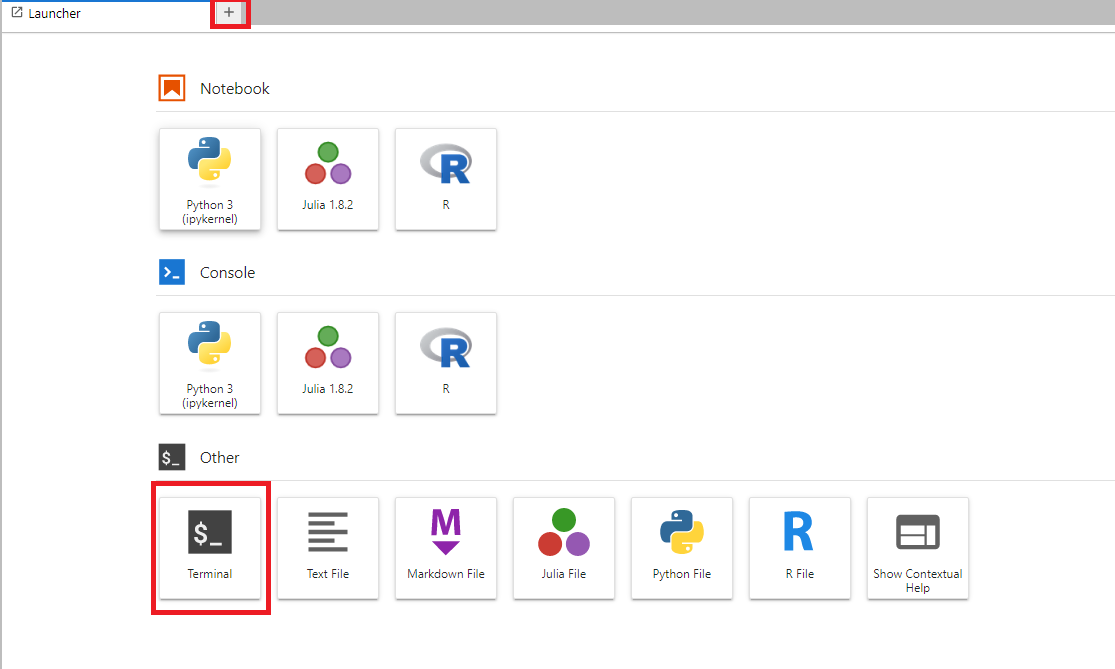 Launcher +
Notebook
Python 3 (ipykernel)
Julia 1.8.2
R
>_ Console
Python 3 (ipykernel)
Julia 1.8.2
R
$_ Other
$_
Terminal
Text File
M
Markdown File
Julia File
Python File
R
R File
Show Contextual Help